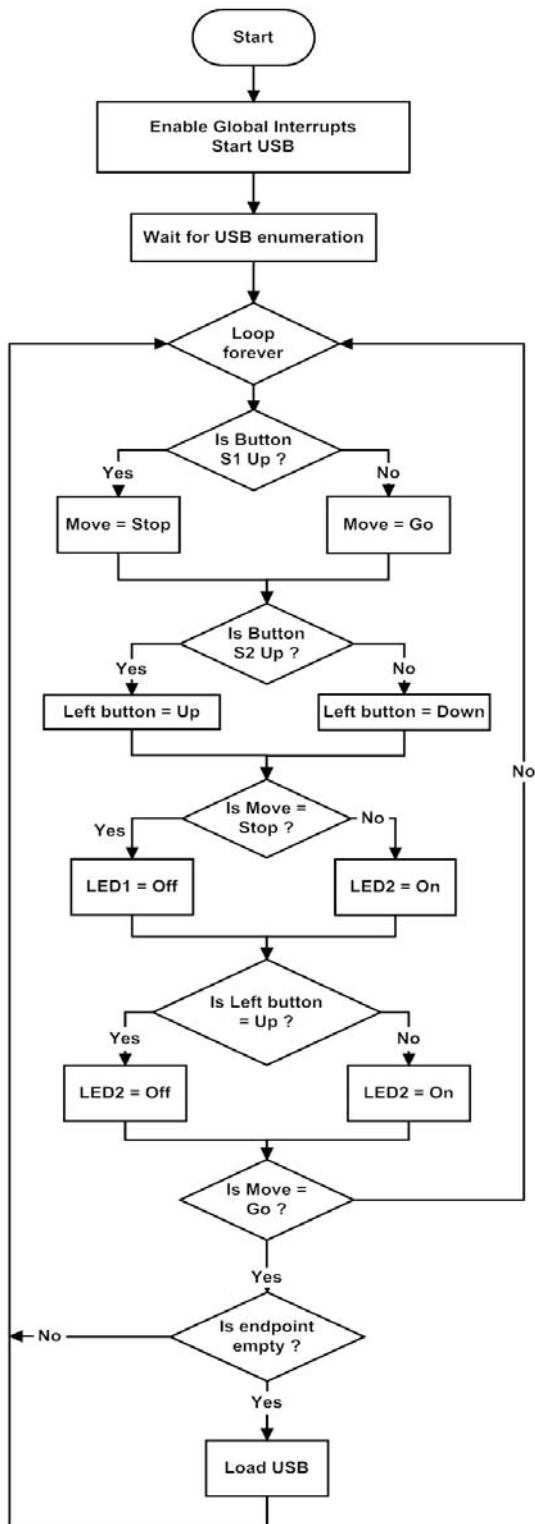 Start
Enable Global Interrupts
Start USB
Wait for USB enumeration
Loop
forever
Is Button
S1 Up ?
Yes
No
Move = Stop
Move = Go
Is Button
S2 Up ?
Yes
No
Left button = Up
Left button = Down
Is Move =
Stop ?
Yes
No
No
LED1 = Off
LED2 = On
Is Left button
= Up ?
Yes
No
LED2 = Off
LED2 = On
Is Move =
Go ?
Yes
Is endpoint
empty ?
No
Yes
Load USB